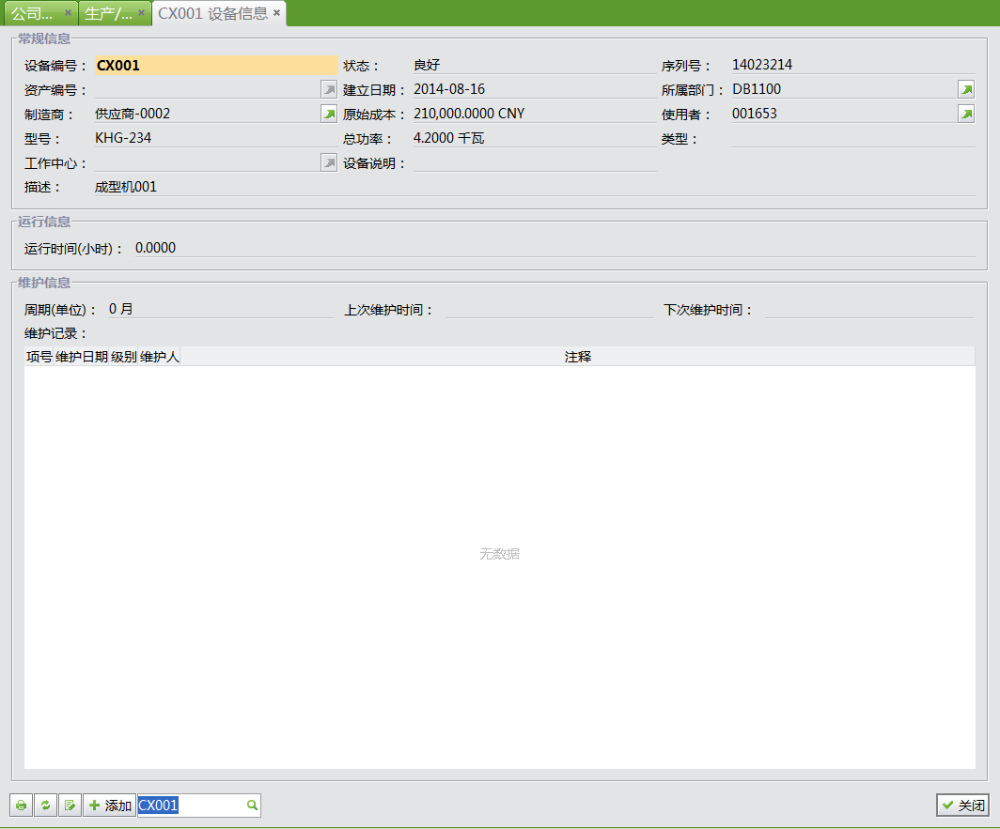 公司... × 生产/... × CX001 设备信息 ×
常规信息
设备编号： CX001 状态： 良好 序列号： 14023214
资产编号： 建立日期： 2014-08-16 所属部门： DB1100
制造商： 供应商-0002 原始成本： 210,000.0000 CNY 使用者： 001653
型号： KHG-234 总功率： 4.2000 千瓦 类型：
工作中心： 设备说明：
描述： 成型机001
运行信息
运行时间(小时)： 0.0000
维护信息
周期(单位)： 0 月 上次维护时间： 下次维护时间：
维护记录：
项号 维护日期 级别 维护人 注释
无数据
添加 CX001 关闭